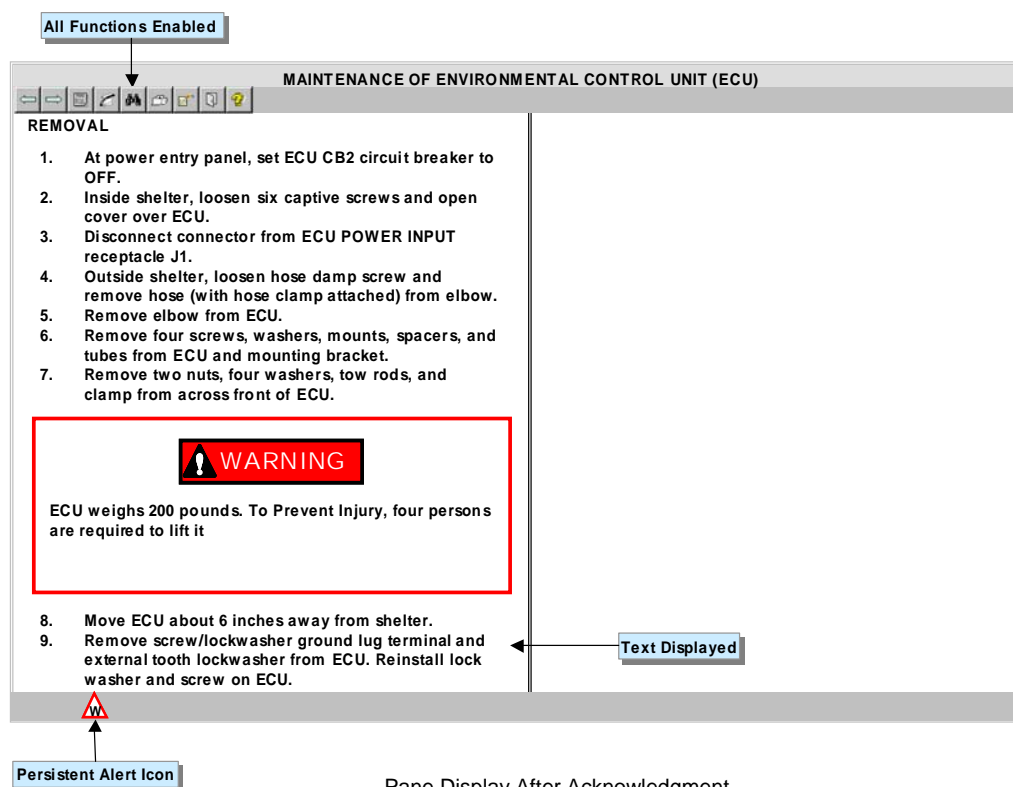 All Functions Enabled
MAINTENANCE OF ENVIRONMENTAL CONTROL UNIT (ECU)
REMOVAL
1. At power entry panel, set ECU CB2 circuit breaker to
OFF.
2. Inside shelter, loosen six captive screws and open
cover over ECU.
3. Disconnect connector from ECU POWER INPUT
receptacle J1.
4. Outside shelter, loosen hose damp screw and
remove hose (with hose clamp attached) from elbow.
5. Remove elbow from ECU.
6. Remove four screws, washers, mounts, spacers, and
tubes from ECU and mounting bracket.
7. Remove two nuts, four washers, tow rods, and
clamp from across front of ECU.
WARNING
ECU weighs 200 pounds. To Prevent Injury, four persons
are required to lift it
8. Move ECU about 6 inches away from shelter.
9. Remove screw/lockwasher ground lug terminal and
external tooth lockwasher from ECU. Reinstall lock
washer and screw on ECU.
Text Displayed
W
Persistent Alert Icon
Pane Display After Acknowledgment